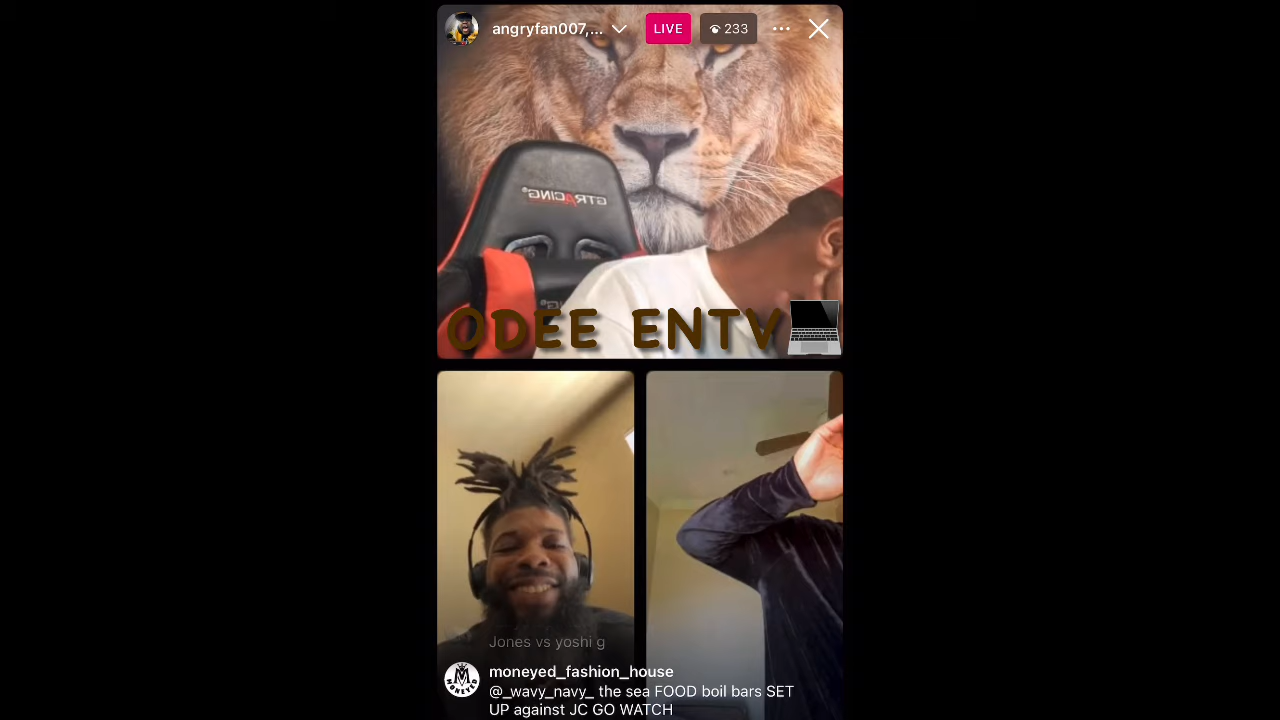 angryfan007,...
LIVE
233
GTRACING
ODEE ENTV
Jones vs yoshi g
moneyed_fashion_house
@_wavy_navy_ the sea FOOD boil bars SET
UP against JC GO WATCH
MONEYED